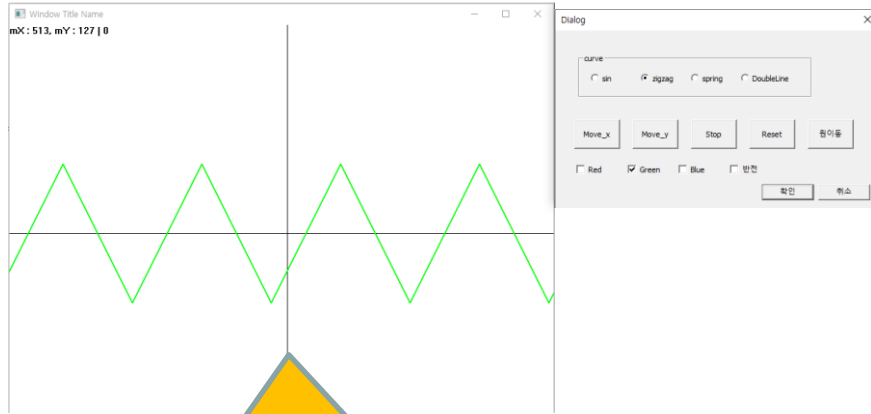 Window Title Name
mX : 513, mY : 127 | 0
Dialog
curve
sin
zigzag
spring
DoubleLine
Move_x
Move_y
Stop
Reset
원이동
Red
Green
Blue
반전
확인
취소